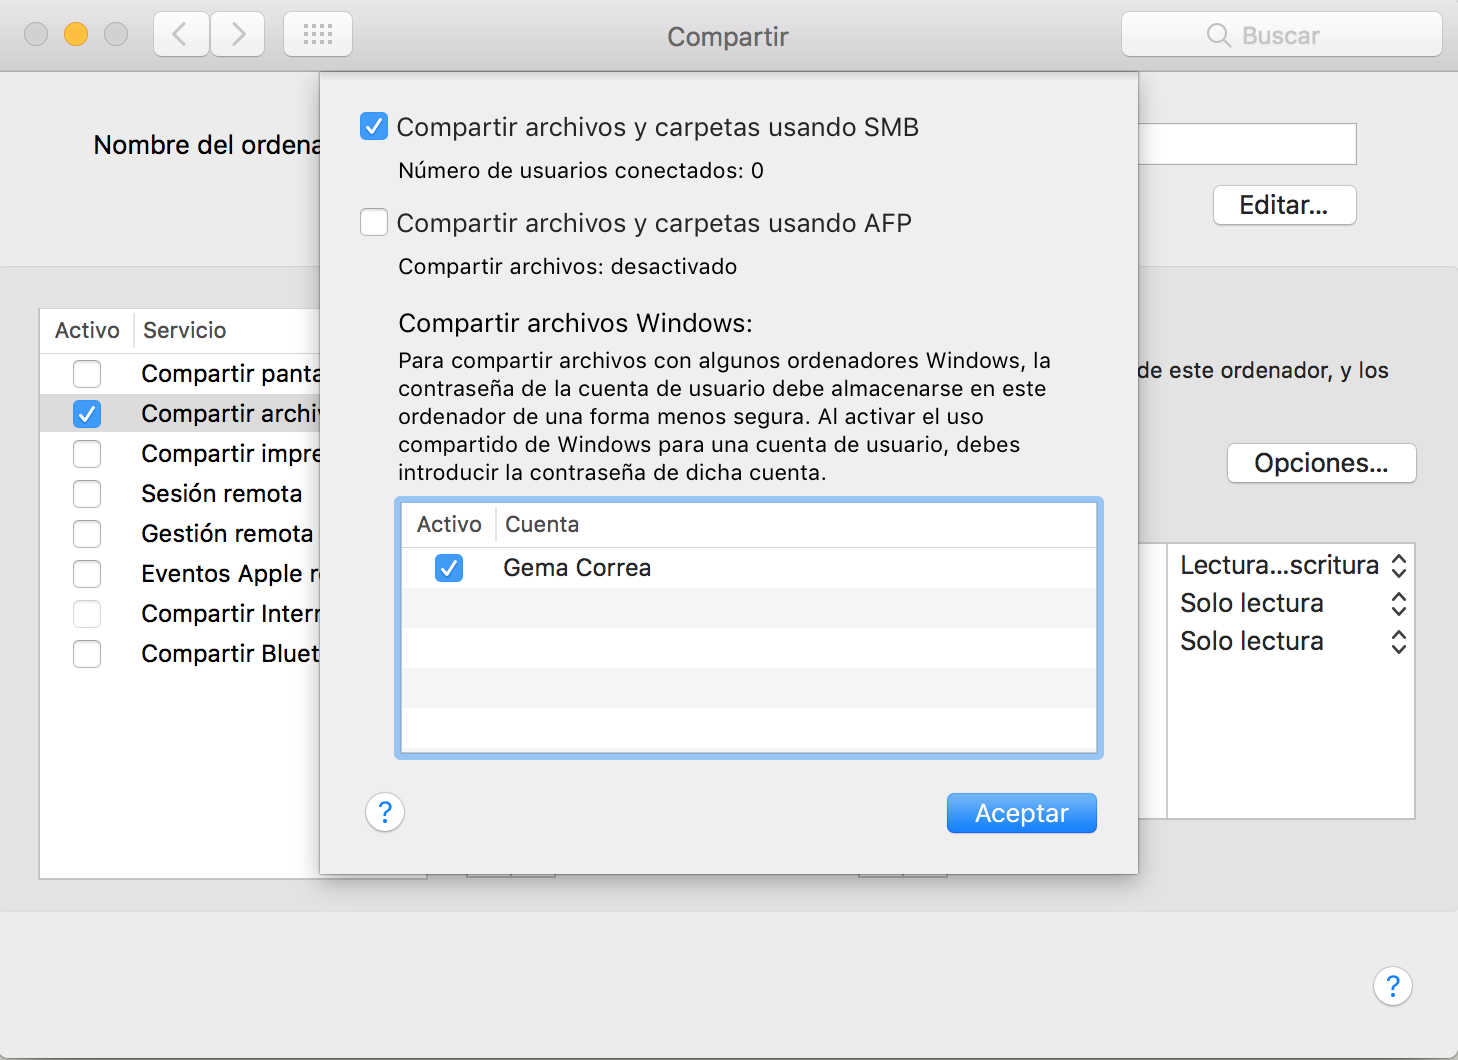 Compartir
Buscar
Compartir archivos y carpetas usando SMB
Número de usuarios conectados: 0
Compartir archivos y carpetas usando AFP
Compartir archivos: desactivado
Compartir archivos Windows:
Para compartir archivos con algunos ordenadores Windows, la
contraseña de la cuenta de usuario debe almacenarse en este
ordenador de una forma menos segura. Al activar el uso
compartido de Windows para una cuenta de usuario, debes
introducir la contraseña de dicha cuenta.
Activo Cuenta
Gema Correa
?
Aceptar
Nombre del ordena
Editar...
Activo Servicio
Compartir panta
Compartir archi
Compartir impre
Sesión remota
Gestión remota
Eventos Apple r
Compartir Inter
Compartir Bluet
de este ordenador, y los
Opciones...
Lectura...scritura
Solo lectura
Solo lectura
?